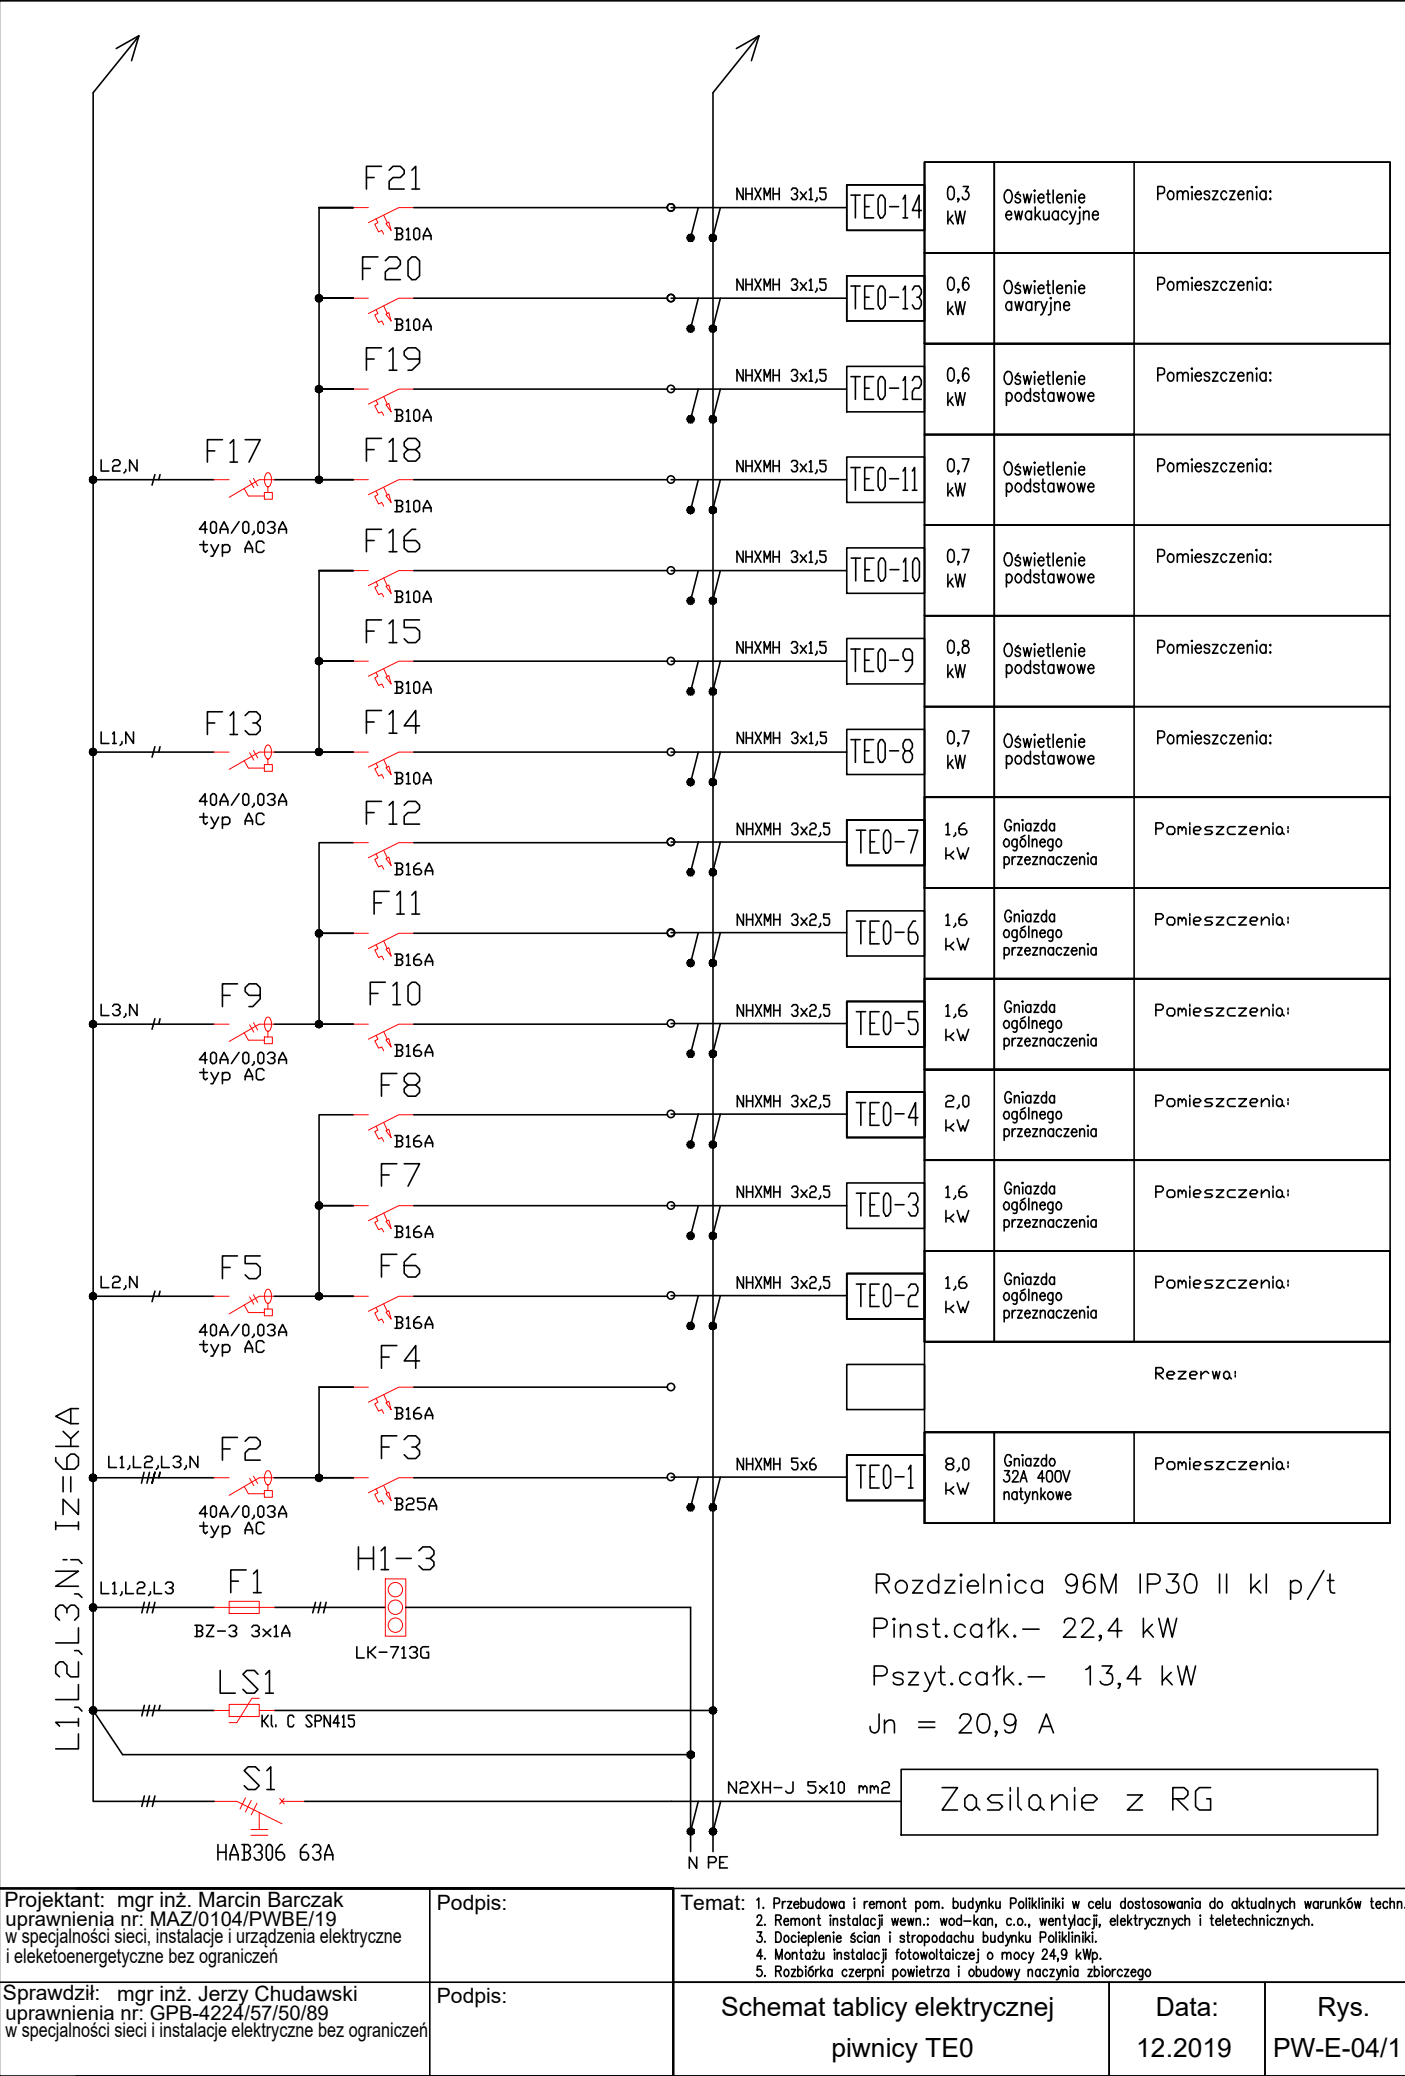 F21
B10A
NHXMH 3x1,5
TE0-14
0,3
kW
Oświetlenie
ewakuacyjne
Pomieszczenia:
F20
B10A
NHXMH 3x1,5
TE0-13
0,6
kW
Oświetlenie
awaryjne
Pomieszczenia:
F19
B10A
NHXMH 3x1,5
TE0-12
0,6
kW
Oświetlenie
podstawowe
Pomieszczenia:
L2,N
F17
40A/0,03A
typ AC
F18
B10A
NHXMH 3x1,5
TE0-11
0,7
kW
Oświetlenie
podstawowe
Pomieszczenia:
F16
B10A
NHXMH 3x1,5
TE0-10
0,7
kW
Oświetlenie
podstawowe
Pomieszczenia:
F15
B10A
NHXMH 3x1,5
TE0-9
0,8
kW
Oświetlenie
podstawowe
Pomieszczenia:
L1,N
F13
40A/0,03A
typ AC
F14
B10A
NHXMH 3x1,5
TE0-8
0,7
kW
Oświetlenie
podstawowe
Pomieszczenia:
F12
B16A
NHXMH 3x2,5
TE0-7
1,6
kW
Gniazda
ogólnego
przeznaczenia
Pomieszczenia:
F11
B16A
NHXMH 3x2,5
TE0-6
1,6
kW
Gniazda
ogólnego
przeznaczenia
Pomieszczenia:
L3,N
F9
40A/0,03A
typ AC
F10
B16A
NHXMH 3x2,5
TE0-5
1,6
kW
Gniazda
ogólnego
przeznaczenia
Pomieszczenia:
F8
B16A
NHXMH 3x2,5
TE0-4
2,0
kW
Gniazda
ogólnego
przeznaczenia
Pomieszczenia:
F7
B16A
NHXMH 3x2,5
TE0-3
1,6
kW
Gniazda
ogólnego
przeznaczenia
Pomieszczenia:
L2,N
F5
40A/0,03A
typ AC
F6
B16A
NHXMH 3x2,5
TE0-2
1,6
kW
Gniazda
ogólnego
przeznaczenia
Pomieszczenia:
F4
B16A
Rezerwa:
L1,L2,L3,N
F2
40A/0,03A
typ AC
F3
B25A
NHXMH 5x6
TE0-1
8,0
kW
Gniazdo
32A 400V
natynkowe
Pomieszczenia:
L1,L2,L3,N; Iz=6kA
L1,L2,L3
F1
BZ-3 3x1A
H1-3
LK-713G
LS1
Kl. C SPN415
S1
HAB306 63A
Rozdzielnica 96M IP30 II kl p/t
Pinst.całk.– 22,4 kW
Pszyt.całk.– 13,4 kW
Jn = 20,9 A
N2XH-J 5x10 mm2
Zasilanie z RG
N PE
Projektant: mgr inż. Marcin Barczak
uprawnienia nr: MAZ/0104/PWBE/19
w specjalności sieci, instalacje i urządzenia elektryczne
i eleketoenergetyczne bez ograniczeń
Podpis:
Temat: 1. Przebudowa i remont pom. budynku Polikliniki w celu dostosowania do aktualnych warunków techn.
2. Remont instalacji wewn.: wod–kan, c.o., wentylacji, elektrycznych i teletechnicznych.
3. Docieplenie ścian i stropodachu budynku Polikliniki.
4. Montażu instalacji fotowoltaiczej o mocy 24,9 kWp.
5. Rozbiórka czerpni powietrza i obudowy naczynia zbiorczego
Sprawdził: mgr inż. Jerzy Chudawski
uprawnienia nr: GPB-4224/57/50/89
w specjalności sieci i instalacje elektryczne bez ograniczeń
Podpis:
Schemat tablicy elektrycznej
piwnicy TE0
Data:
12.2019
Rys.
PW-E-04/1